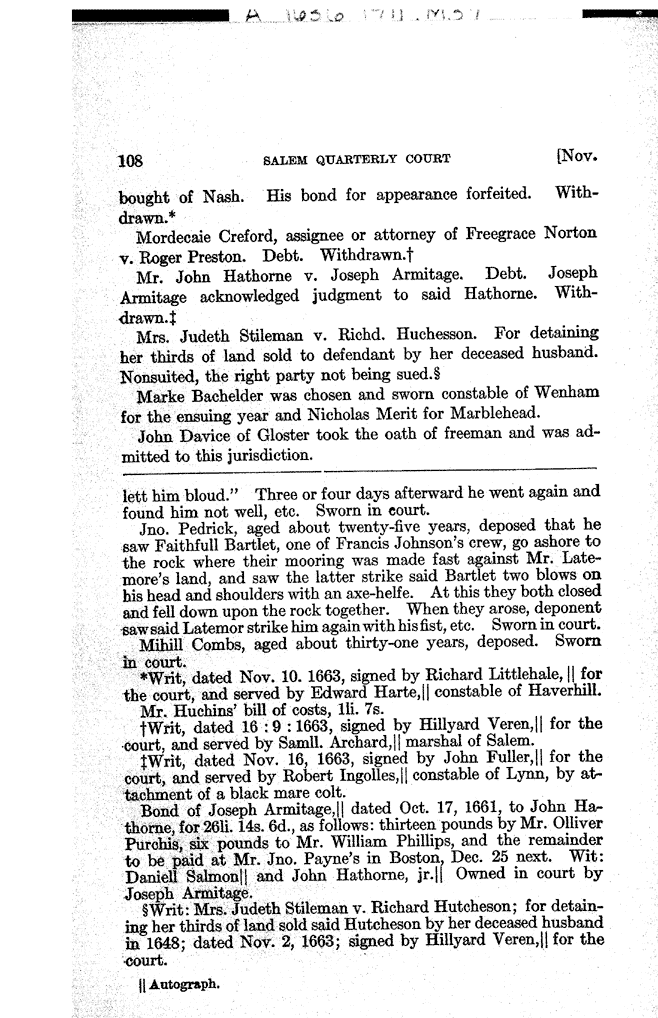 A 1656 1711 .M57
108 SALEM QUARTERLY COURT [Nov.
bought of Nash. His bond for appearance forfeited. With-
drawn.*
Mordecaie Creford, assignee or attorney of Freegrace Norton
v. Roger Preston. Debt. Withdrawn.†
Mr. John Hathorne v. Joseph Armitage. Debt. Joseph
Armitage acknowledged judgment to said Hathorne. With-
drawn.‡
Mrs. Judeth Stileman v. Richd. Huchesson. For detaining
her thirds of land sold to defendant by her deceased husband.
Nonsuited, the right party not being sued.§
Marke Bachelder was chosen and sworn constable of Wenham
for the ensuing year and Nicholas Merit for Marblehead.
John Davice of Gloster took the oath of freeman and was ad-
mitted to this jurisdiction.
lett him bloud." Three or four days afterward he went again and
found him not well, etc. Sworn in court.
Jno. Pedrick, aged about twenty-five years, deposed that he
saw Faithfull Bartlet, one of Francis Johnson's crew, go ashore to
the rock where their mooring was made fast against Mr. Late-
more's land, and saw the latter strike said Bartlet two blows on
his head and shoulders with an axe-helfe. At this they both closed
and fell down upon the rock together. When they arose, deponent
saw said Latemor strike him again with his fist, etc. Sworn in court.
Mihill Combs, aged about thirty-one years, deposed. Sworn
in court.
*Writ, dated Nov. 10. 1663, signed by Richard Littlehale,|| for
the court, and served by Edward Harte,|| constable of Haverhill.
Mr. Huchins' bill of costs, 1li. 7s.
†Writ, dated 16 : 9 : 1663, signed by Hillyard Veren,|| for the
court, and served by Samll. Archard,|| marshal of Salem.
‡Writ, dated Nov. 16, 1663, signed by John Fuller,|| for the
court, and served by Robert Ingolles,|| constable of Lynn, by at-
tachment of a black mare colt.
Bond of Joseph Armitage,|| dated Oct. 17, 1661, to John Ha-
thorne, for 26li. 14s. 6d., as follows: thirteen pounds by Mr. Olliver
Purchis, six pounds to Mr. William Phillips, and the remainder
to be paid at Mr. Jno. Payne's in Boston, Dec. 25 next. Wit:
Daniell Salmon|| and John Hathorne, jr.|| Owned in court by
Joseph Armitage.
§Writ: Mrs. Judeth Stileman v. Richard Hutcheson; for detain-
ing her thirds of land sold said Hutcheson by her deceased husband
in 1648; dated Nov. 2, 1663; signed by Hillyard Veren,|| for the
court.
|| Autograph.